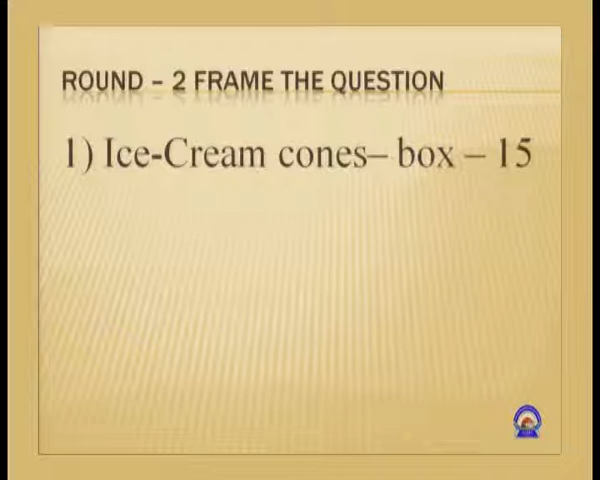 ROUND – 2 FRAME THE QUESTION
1) Ice-Cream cones– box – 15